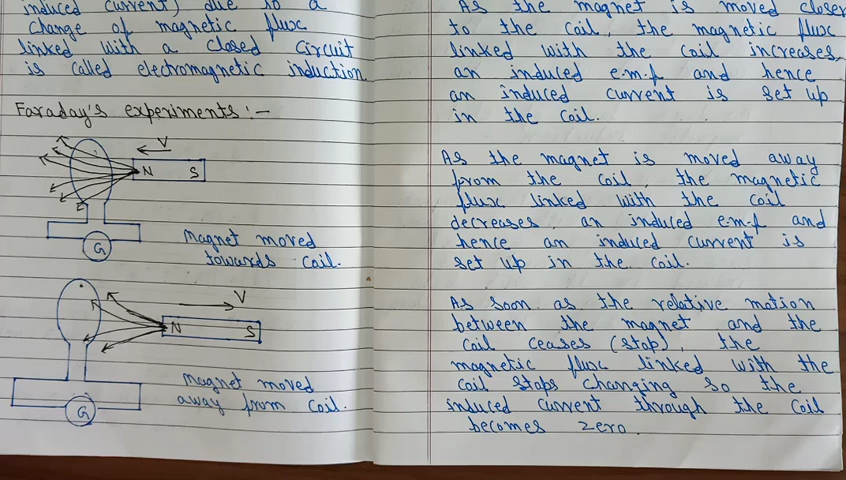 induced current) due to a
change of magnetic flux
linked with a closed circuit
is called electromagnetic induction
Faraday's experiments :-
V
N S
G
Magnet moved
towards coil.
V
N S
G
Magnet moved
away from coil.
As the magnet is moved closer
to the coil, the magnetic flux
linked with the coil increases,
an induced e.m.f and hence
an induced current is set up
in the coil.
As the magnet is moved away
from the coil, the magnetic
flux linked with the coil
decreases, an induced e.m.f and
hence an induced current is
set up in the coil.
As soon as the relative motion
between the magnet and the
coil ceases (stop) the
magnetic flux linked with the
coil stops changing so the
induced current through the coil
becomes zero.